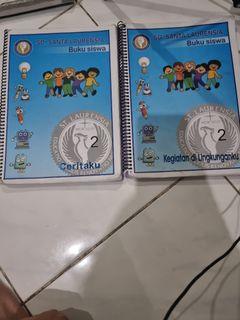 SD. SANTA LAURENSIA
Buku siswa
2
Ceritaku
SD. SANTA LAURENSIA
Buku siswa
2
Kegiatan di Lingkunganku